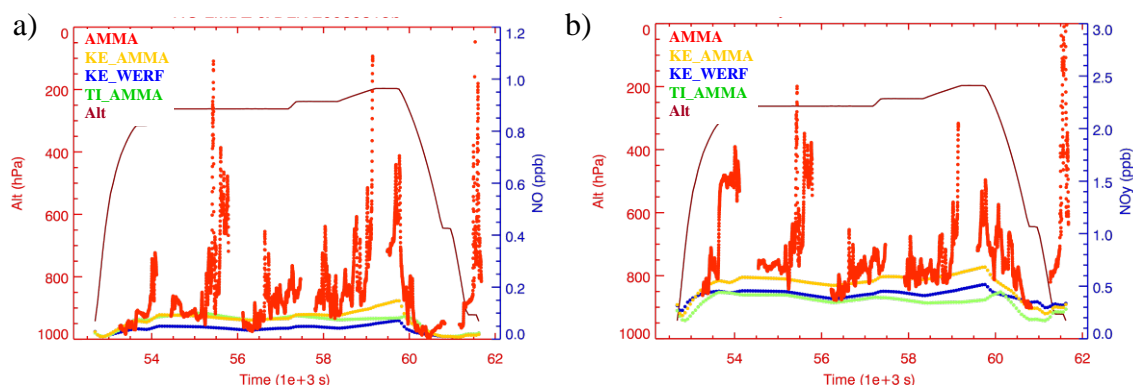 a)
AMMA
KE_AMMA
KE_WERF
TI_AMMA
Alt
0
200
400
600
800
1000
Alt (hPa)
1.2
1.0
0.8
0.6
0.4
0.2
0.0
NO (ppb)
54 56 58 60 62
Time (1e+3 s)
b)
AMMA
KE_AMMA
KE_WERF
TI_AMMA
Alt
0
200
400
600
800
1000
Alt (hPa)
3.0
2.5
2.0
1.5
1.0
0.5
0.0
NOy (ppb)
54 56 58 60 62
Time (1e+3 s)